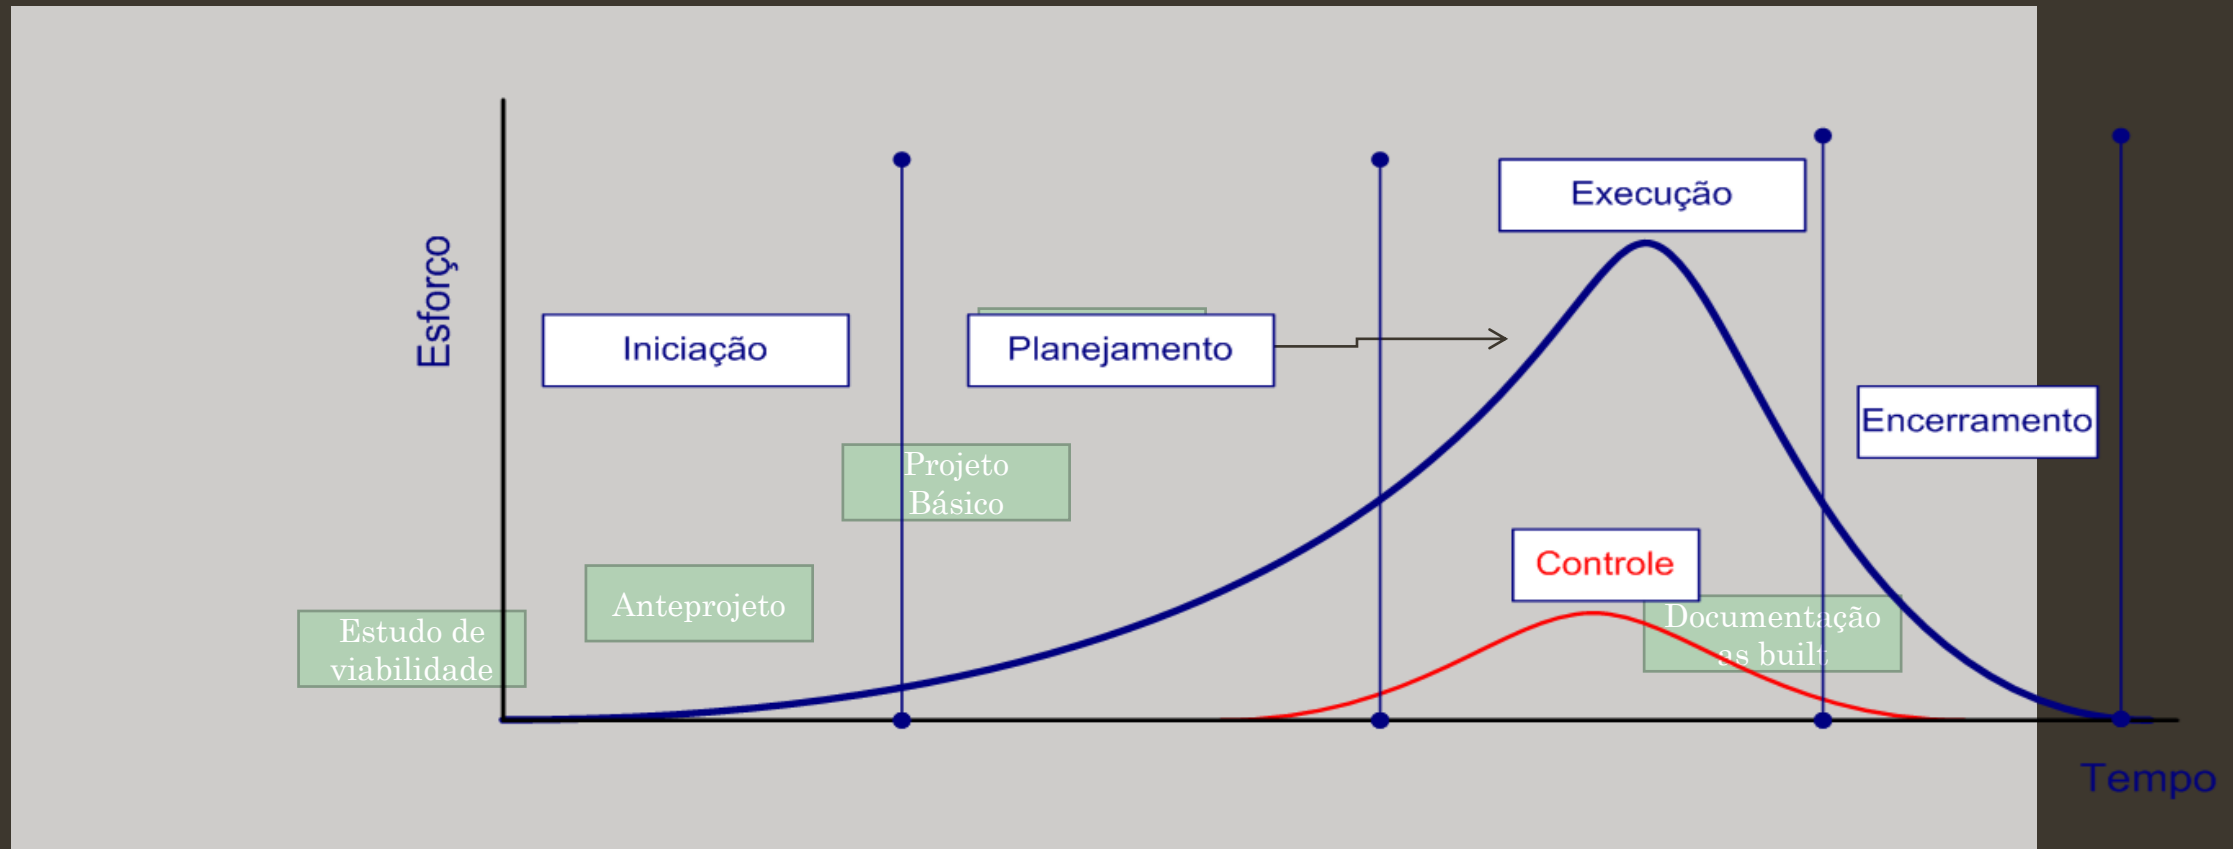 Esforço
Iniciação
Planejamento
Execução
Encerramento
Projeto
Básico
Controle
Anteprojeto
Estudo de
viabilidade
Documentação
as built
Tempo